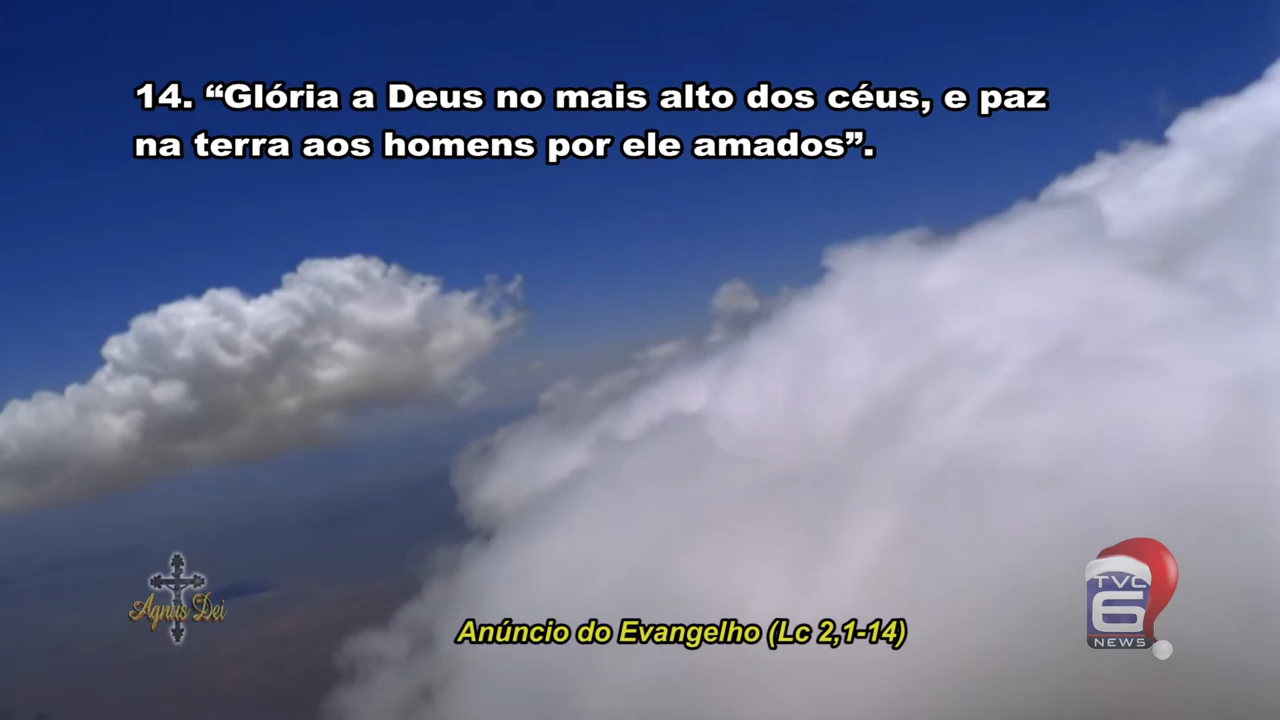 14. “Glória a Deus no mais alto dos céus, e paz
na terra aos homens por ele amados”.
Agnus Dei
Anúncio do Evangelho (Lc 2,1-14)
TVC
6
NEWS